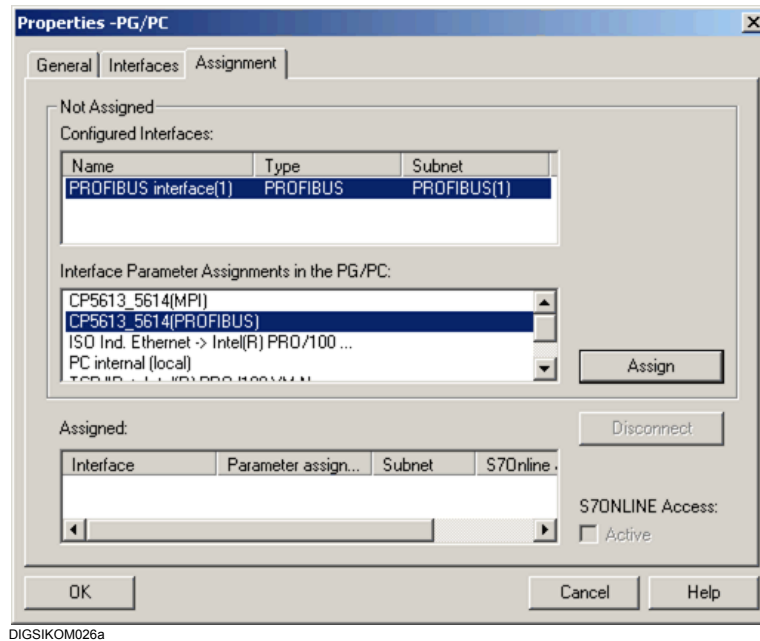 Properties -PG/PC
General Interfaces Assignment
Not Assigned
Configured Interfaces:
Name Type Subnet
PROFIBUS interface(1) PROFIBUS PROFIBUS(1)
Interface Parameter Assignments in the PG/PC:
CP5613_5614(MPI)
CP5613_5614(PROFIBUS)
ISO Ind. Ethernet -> Intel(R) PRO/100 ...
PC internal (local)
Assign
Assigned:
Disconnect
Interface Parameter assign... Subnet S7Online
S7ONLINE Access:
Active
OK Cancel Help
DIGSIKOM026a